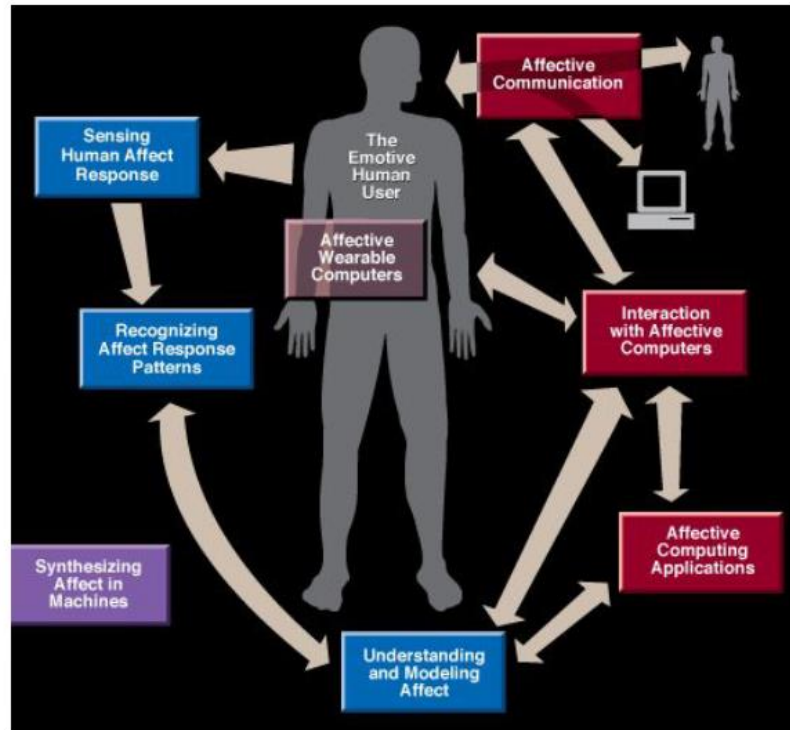 Affective
Communication
Sensing
Human Affect
Response
The
Emotive
Human
User
Affective
Wearable
Computers
Interaction
with Affective
Computers
Recognizing
Affect Response
Patterns
Affective
Computing
Applications
Synthesizing
Affect in
Machines
Understanding
and Modeling
Affect